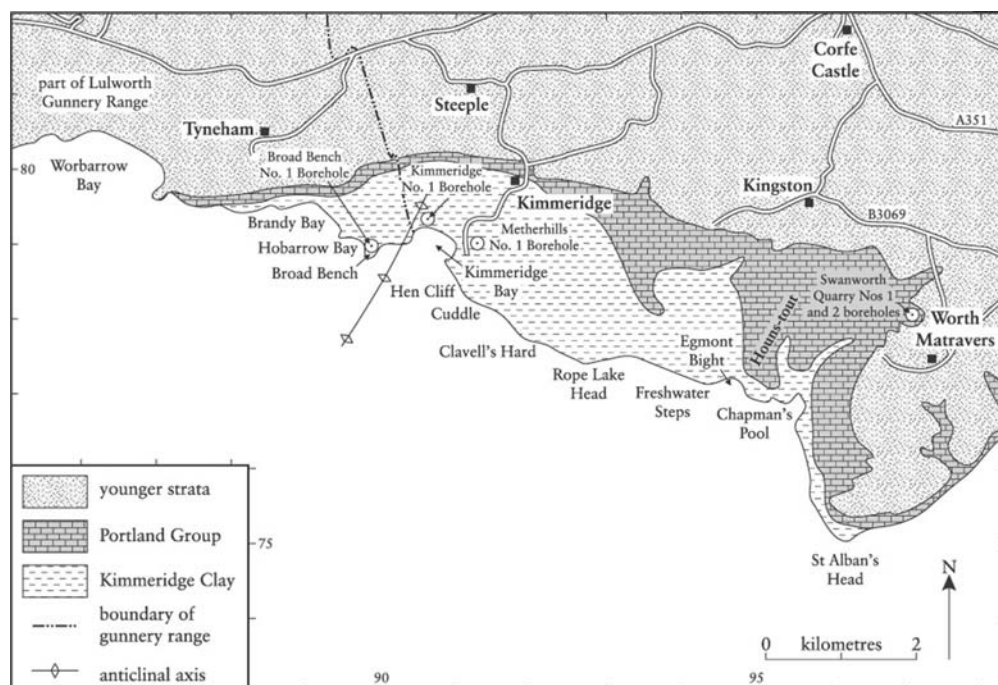 Corfe
Castle
part of Lulworth
Gunnery Range
Steeple
A351
Tyneham
Worbarrow
Bay
80
Broad Bench
No. 1 Borehole
Kimmeridge
No. 1 Borehole
Kimmeridge
Kingston
B3069
Brandy Bay
Hobarrow Bay
Broad Bench
Metherhills
No. 1 Borehole
Kimmeridge
Bay
Hen Cliff
Cuddle
Swanworth
Quarry Nos 1
and 2 boreholes
Worth
Matravers
Houns-tout
Clavell's Hard
Egmont
Bight
Rope Lake
Head
Freshwater
Steps
Chapman's
Pool
younger strata
Portland Group
75
Kimmeridge Clay
St Alban's
Head
N
boundary of
gunnery range
0 kilometres 2
anticlinal axis
90
95